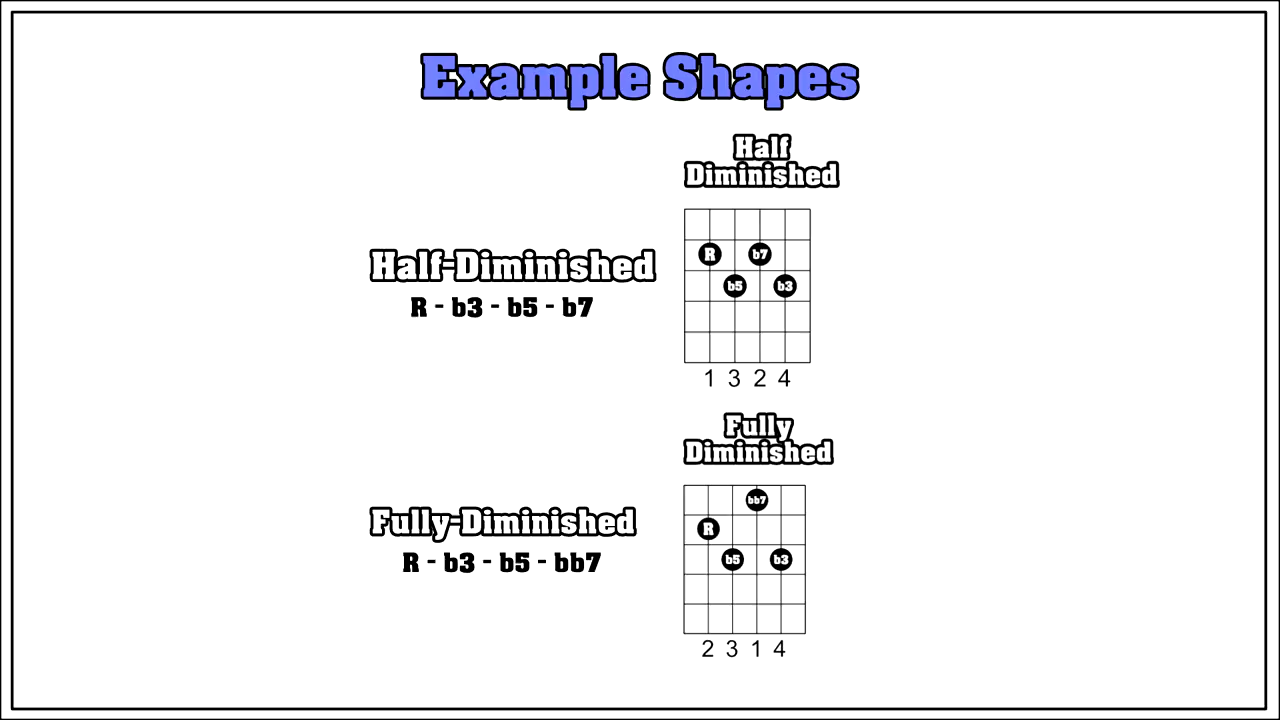 Example Shapes
Half
Diminished
Half-Diminished
R - b3 - b5 - b7
R b7
b5 b3
1 3 2 4
Fully
Diminished
Fully-Diminished
R - b3 - b5 - bb7
bb7
R
b5 b3
2 3 1 4